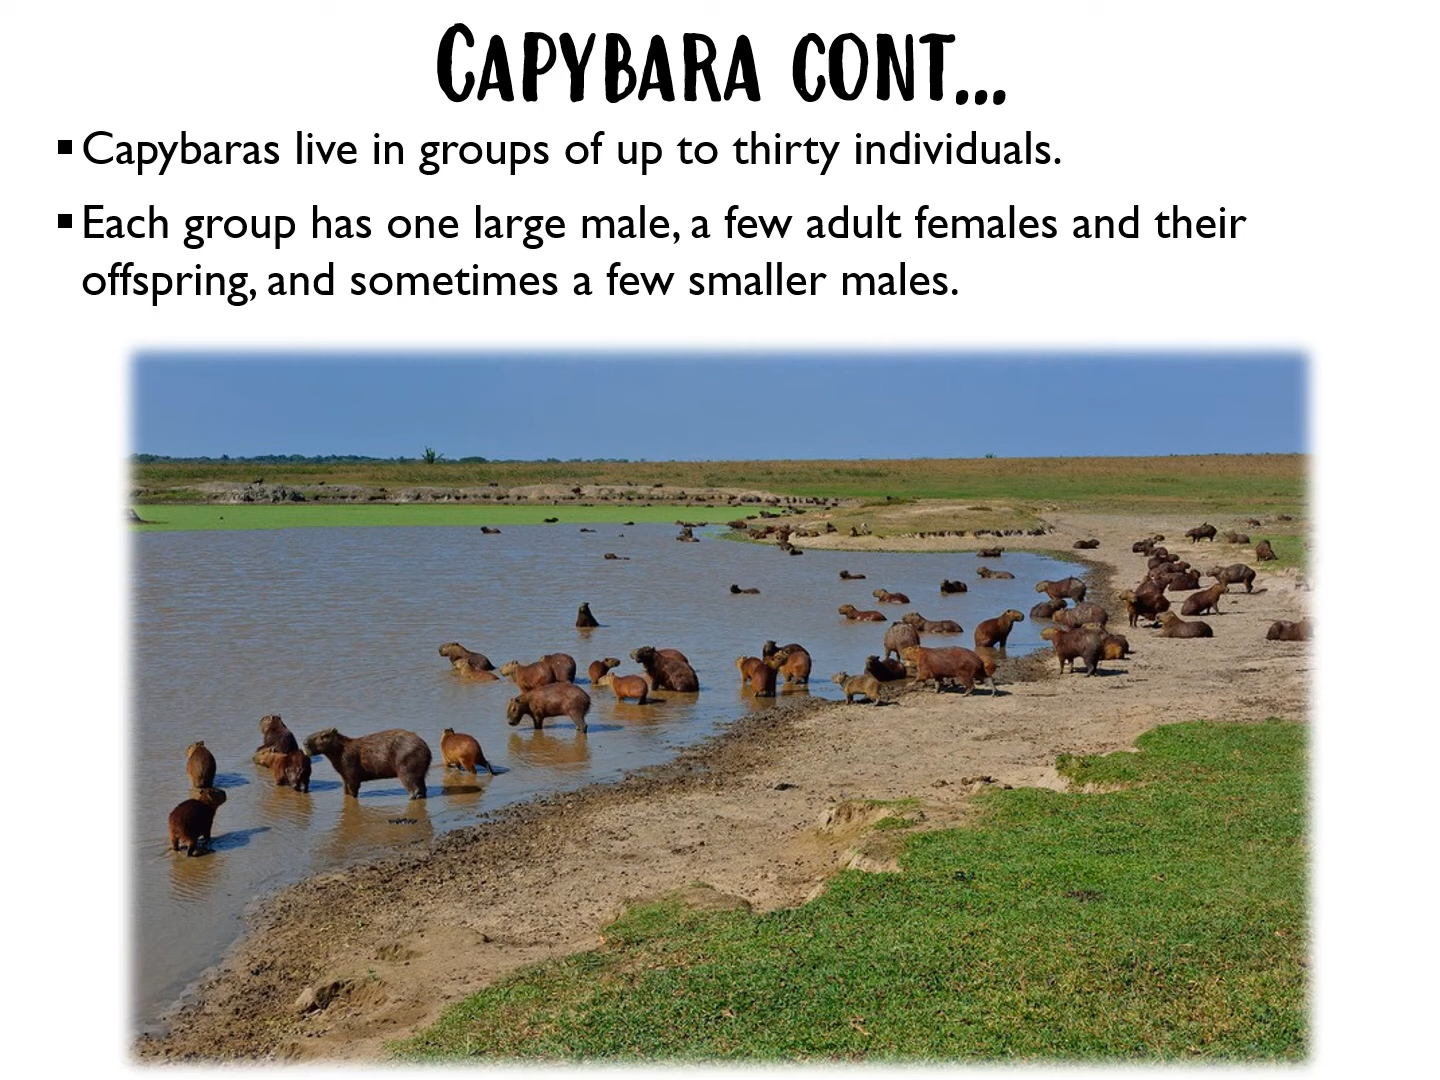 Capybara cont...
▪ Capybaras live in groups of up to thirty individuals.
▪ Each group has one large male, a few adult females and their
offspring, and sometimes a few smaller males.